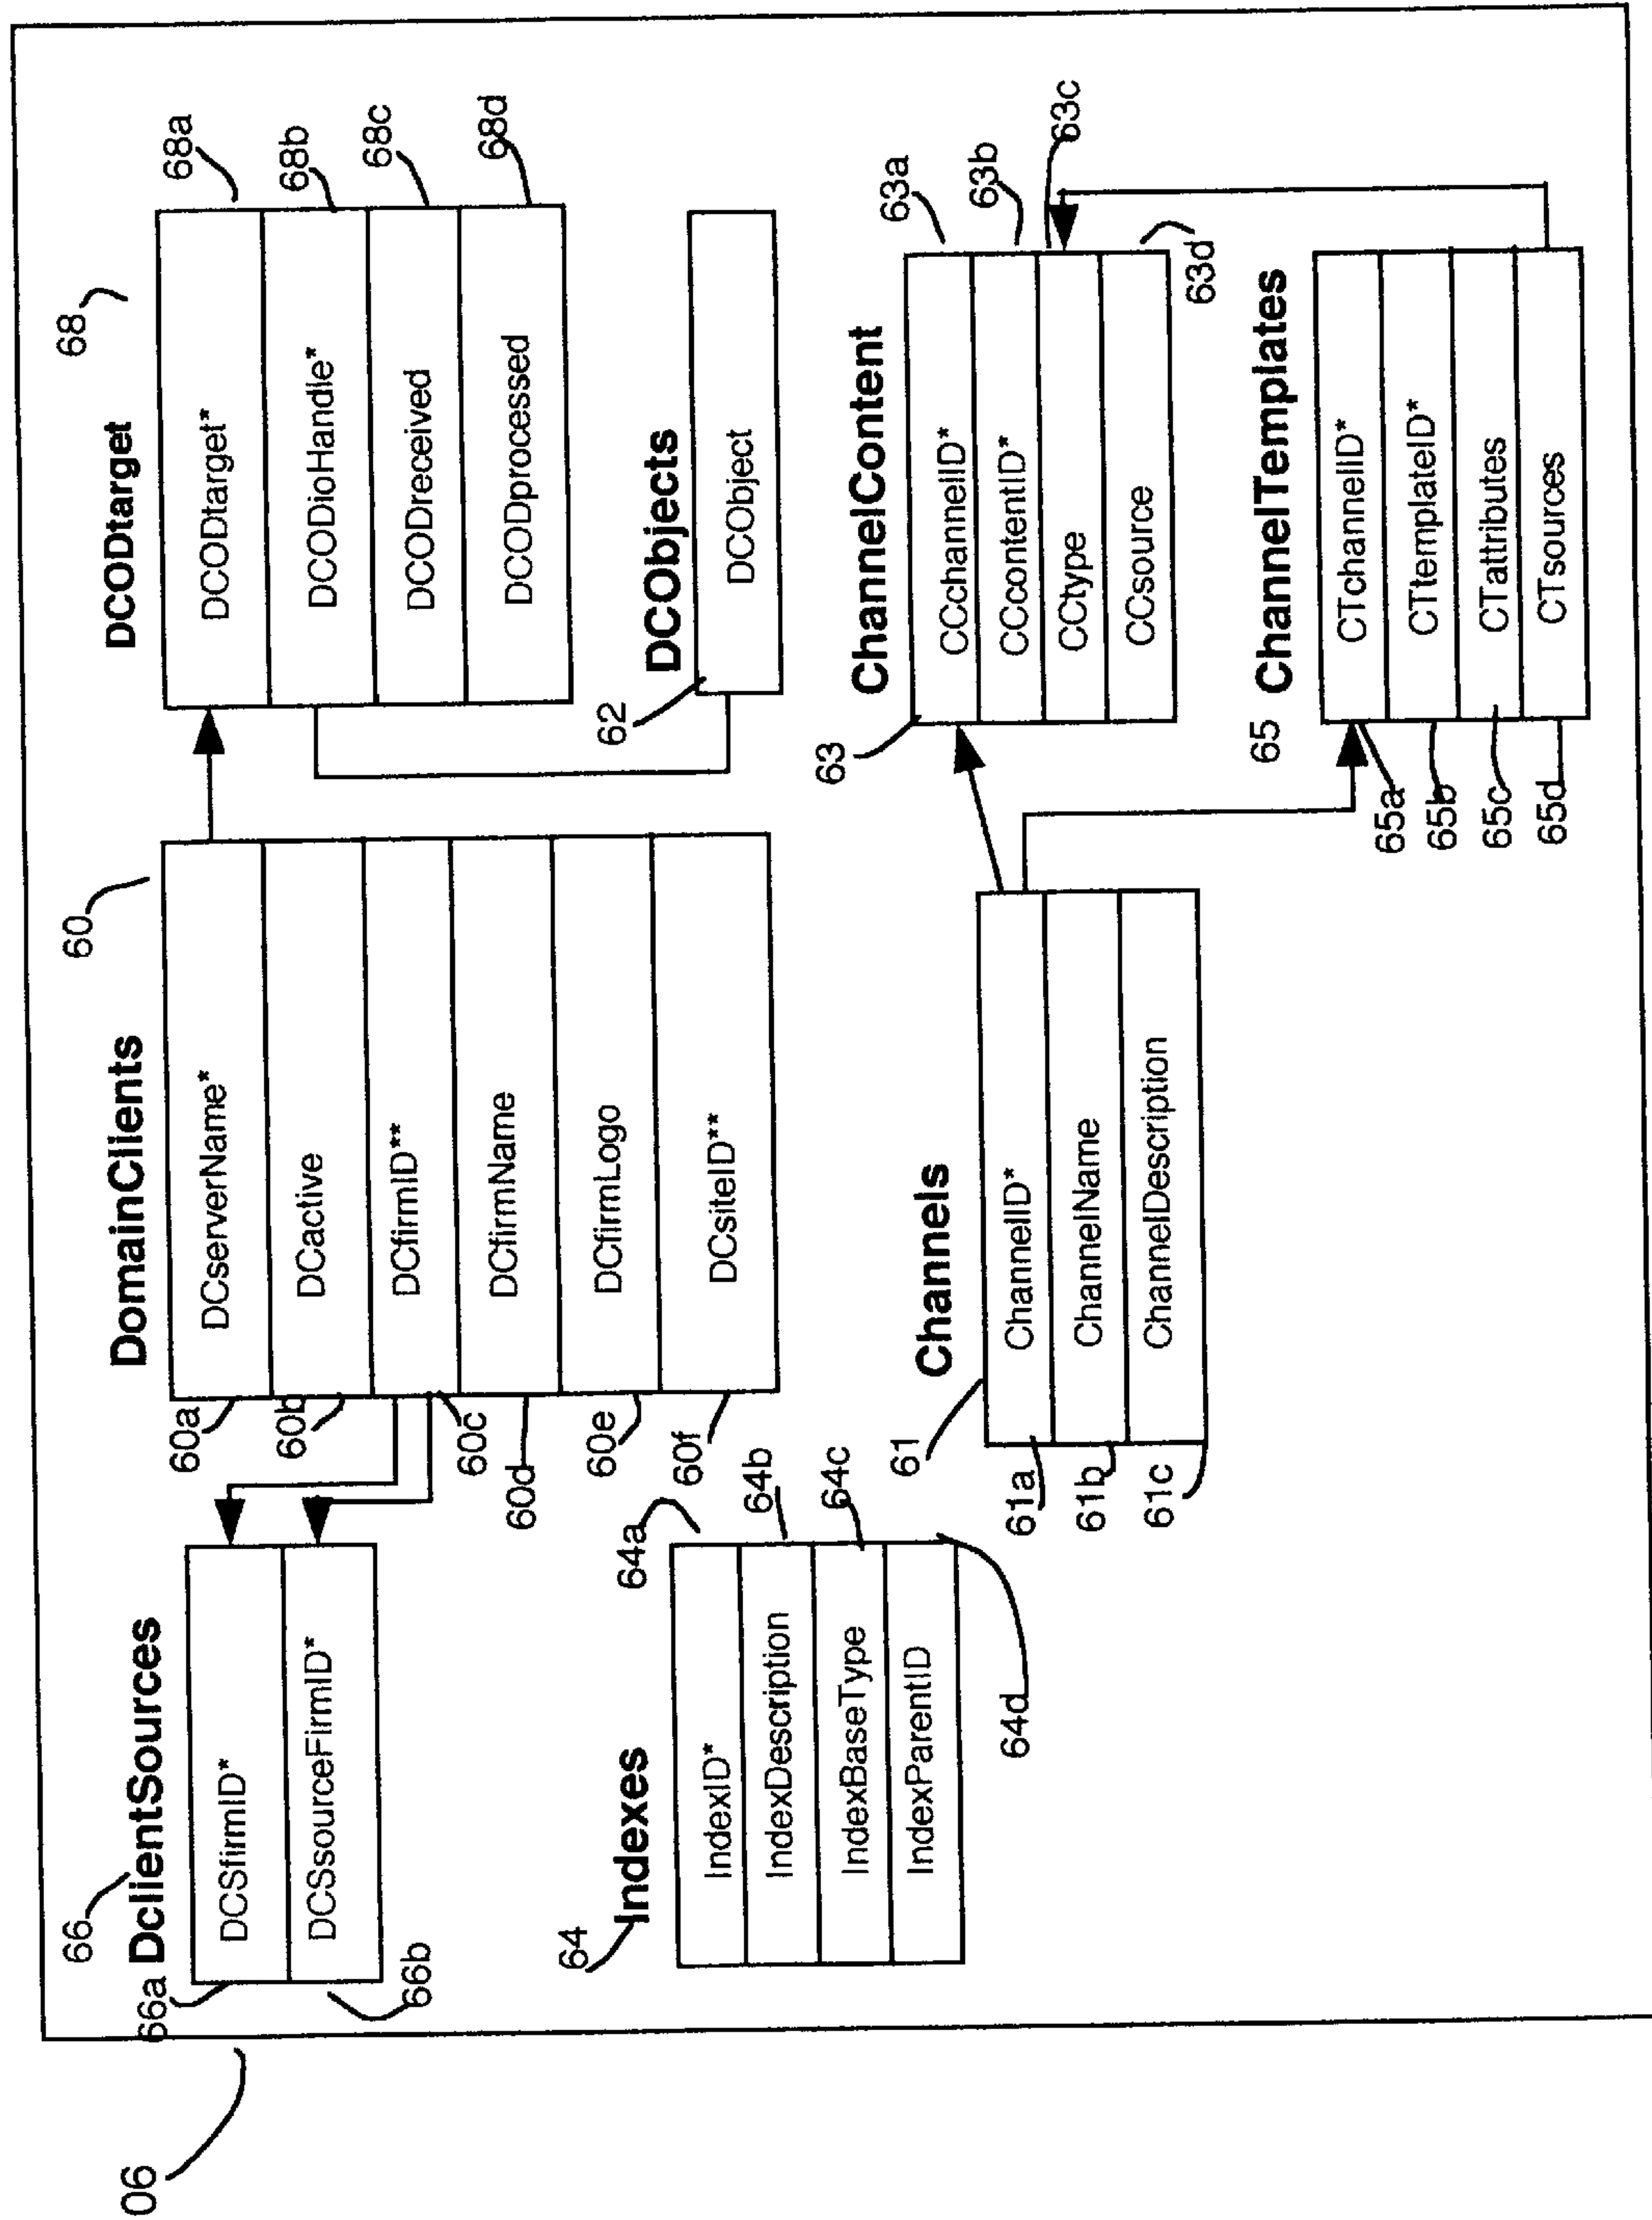 06
66
66a
DclientSources
DCSfirmID*
DCSsourceFirmID*
66b
DomainClients
60
DCserverName*
DCactive
DCfirmID**
DCfirmName
DCfirmLogo
DCsiteID**
60a
60b
60c
60d
60e
60f
DCODtarget
68
DCODtarget*
DCODioHandle*
DCODreceived
DCODprocessed
68a
68b
68c
68d
DCObjects
62
DCObject
64
Indexes
IndexID*
IndexDescription
IndexBaseType
IndexParentID
64a
64b
64c
64d
Channels
61
ChannelID*
ChannelName
ChannelDescription
61a
61b
61c
ChannelContent
63
CCchannelID*
CCcontentID*
CCtype
CCsource
63a
63b
63c
63d
65
ChannelTemplates
CTchannelID*
CTtemplateID*
CTattributes
CTsources
65a
65b
65c
65d